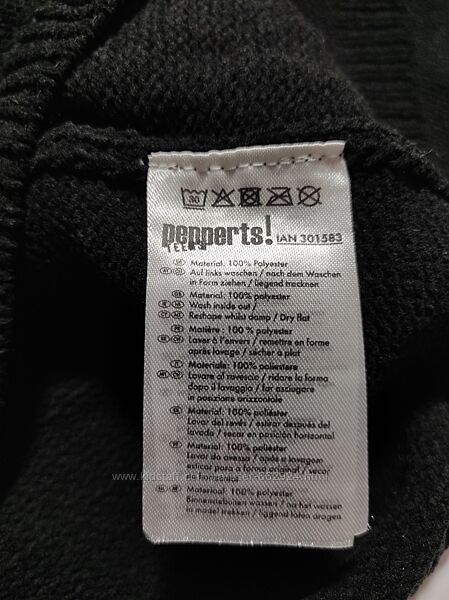 30
pepperts! IAN 301583
Material: 100% Polyester
Auf links waschen / nach dem Waschen
in Form ziehen / liegend trocknen
Material: 100% polyester
Wash inside out /
Reshape whilst damp / Dry flat
Matière : 100 % polyester
Laver à l'envers / remettre en forme
après lavage / sécher à plat
Materiale: 100% poliestere
Lavare al rovescio / ridare la forma
dopo il lavaggio / far asciugare
in posizione orizzontale
Material: 100% poliéster
Lavar del revés / estirar después del
lavado / secar en posición horizontal
Material: 100% poliéster
Lavar do avesso / após a lavagem
esticar para a forma original / secar
na horizontal
Materiaal: 100% polyester
Binnenstebuiten wassen / na het wassen
in model trekken / liggend laten drogen